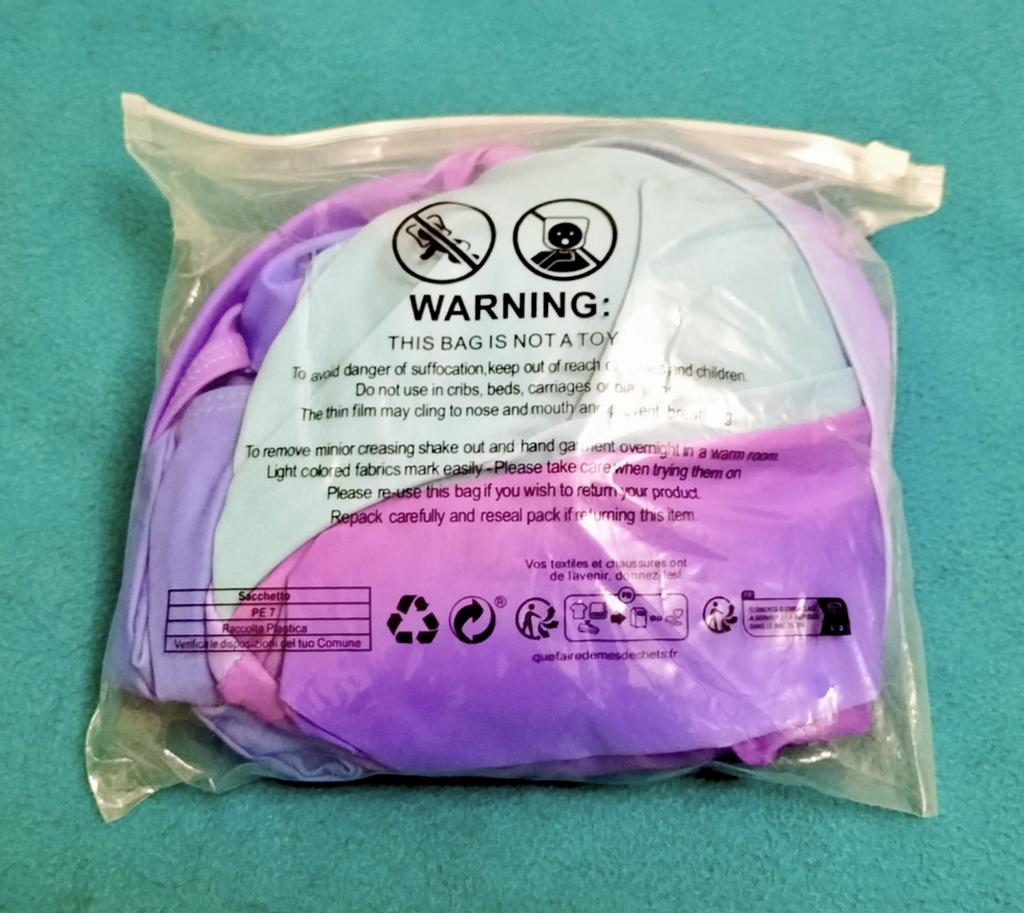 WARNING:
THIS BAG IS NOT A TOY
To avoid danger of suffocation,keep out of reach and children.
Do not use in cribs, beds, carriages or
The thin film may cling to nose and mouth and
To remove minior creasing shake out and hand garment overnight in a warm room.
Light colored fabrics mark easily-Please take care when trying them on
Please re-use this bag if you wish to return your product.
Repack carefully and reseal pack if returning this item.
Vos textiles et chaussures ont
de l'avenir, donnez-les!
Sacchetto
PE 7
Raccolta Plastica
Verifica le disposizioni del tuo Comune
®
FR
OU
quefairedemesdechets.fr